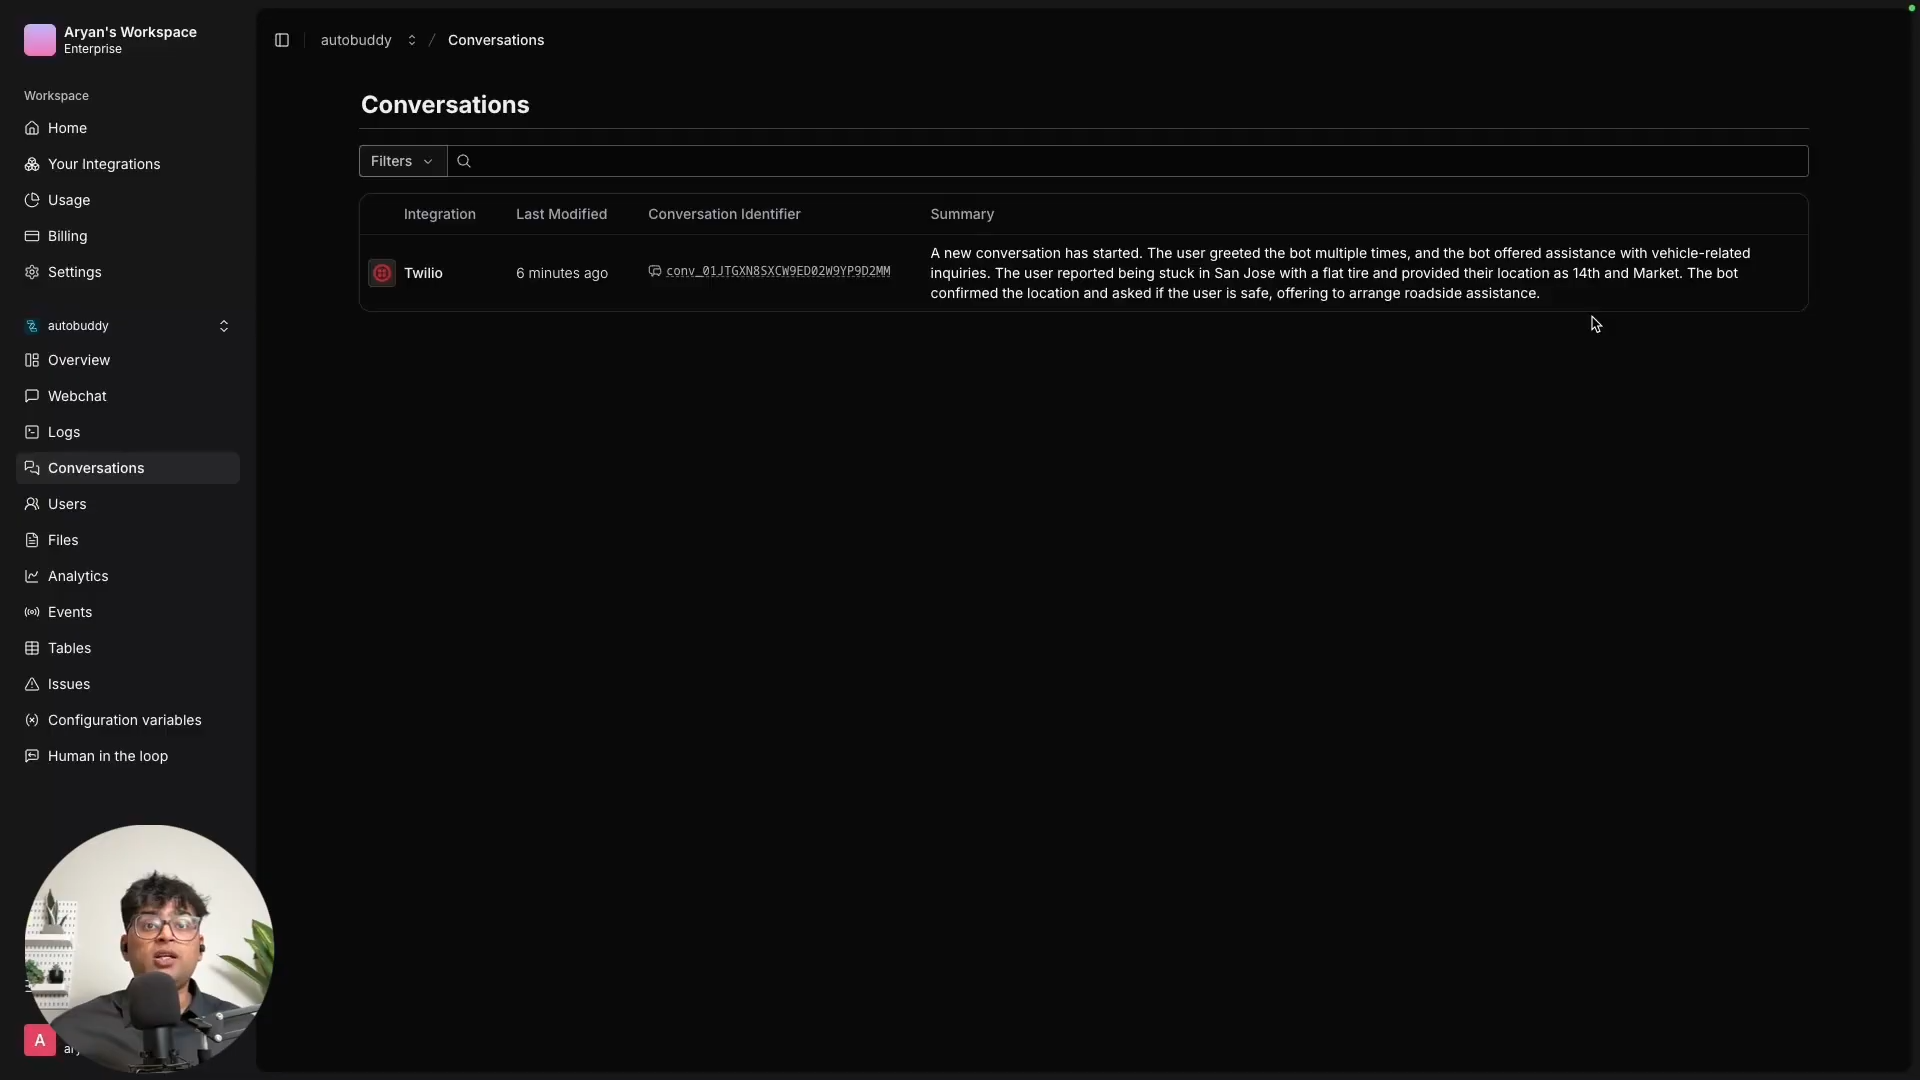 Aryan's Workspace
Enterprise
Workspace
Home
Your Integrations
Usage
Billing
Settings
autobuddy
Overview
Webchat
Logs
Conversations
Users
Files
Analytics
Events
Tables
Issues
Configuration variables
Human in the loop
A
autobuddy / Conversations
Conversations
Filters
Integration Last Modified Conversation Identifier Summary
Twilio 6 minutes ago conv_01JTGXN8SXCW9ED02W9YP9D2MM
A new conversation has started. The user greeted the bot multiple times, and the bot offered assistance with vehicle-related
inquiries. The user reported being stuck in San Jose with a flat tire and provided their location as 14th and Market. The bot
confirmed the location and asked if the user is safe, offering to arrange roadside assistance.